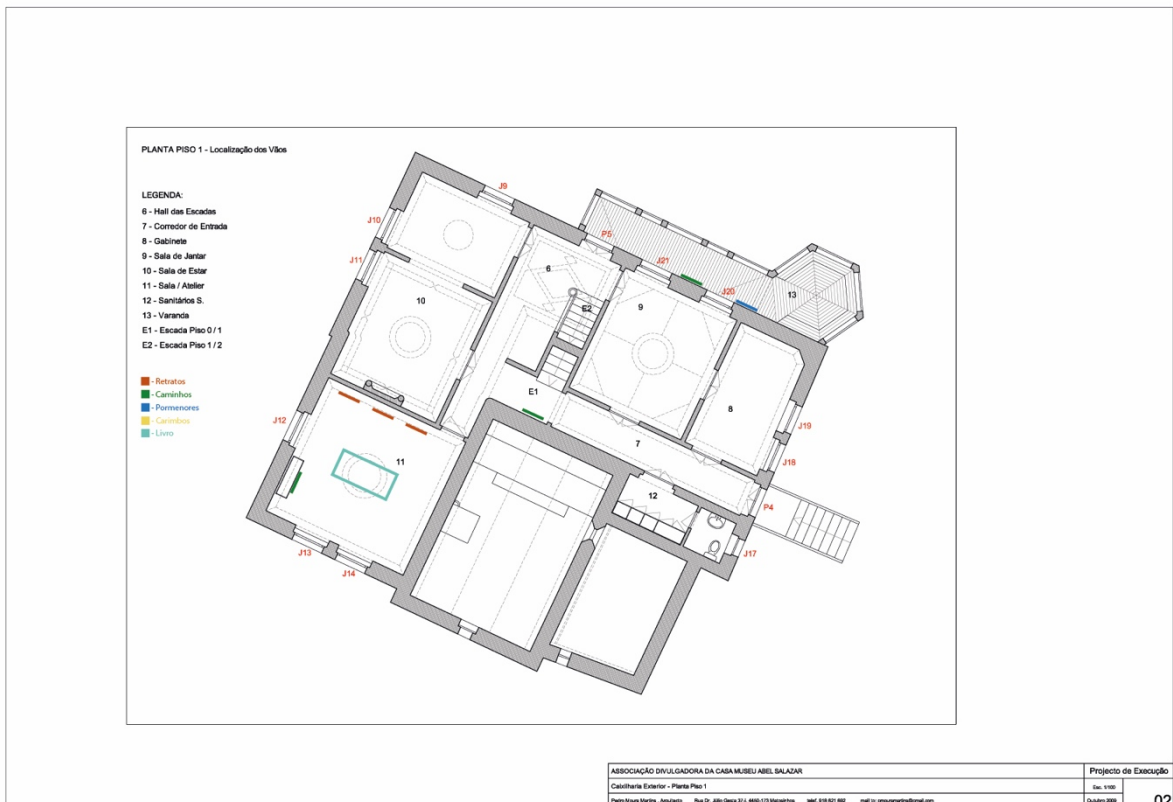 PLANTA PISO 1 - Localização dos Vãos
LEGENDA:
6 - Hall das Escadas
7 - Corredor de Entrada
8 - Gabinete
9 - Sala de Jantar
10 - Sala de Estar
11 - Sala / Atelier
12 - Sanitários S.
13 - Varanda
E1 - Escada Piso 0 / 1
E2 - Escada Piso 1 / 2
- Retratos
- Caminhos
- Pormenores
- Carimbos
- Livro
J9
J10
P5
J11
J21
6
J20
13
10
E2
9
E1
8
J19
J12
7
J18
11
12
P4
J17
J13
J14
ASSOCIAÇÃO DIVULGADORA DA CASA MUSEU ABEL SALAZAR
Projecto de Execução
Caixilharia Exterior - Planta Piso 1
Esc. 1/100
Pedro Moura Martins . Arquitecto
Outubro 2009
02